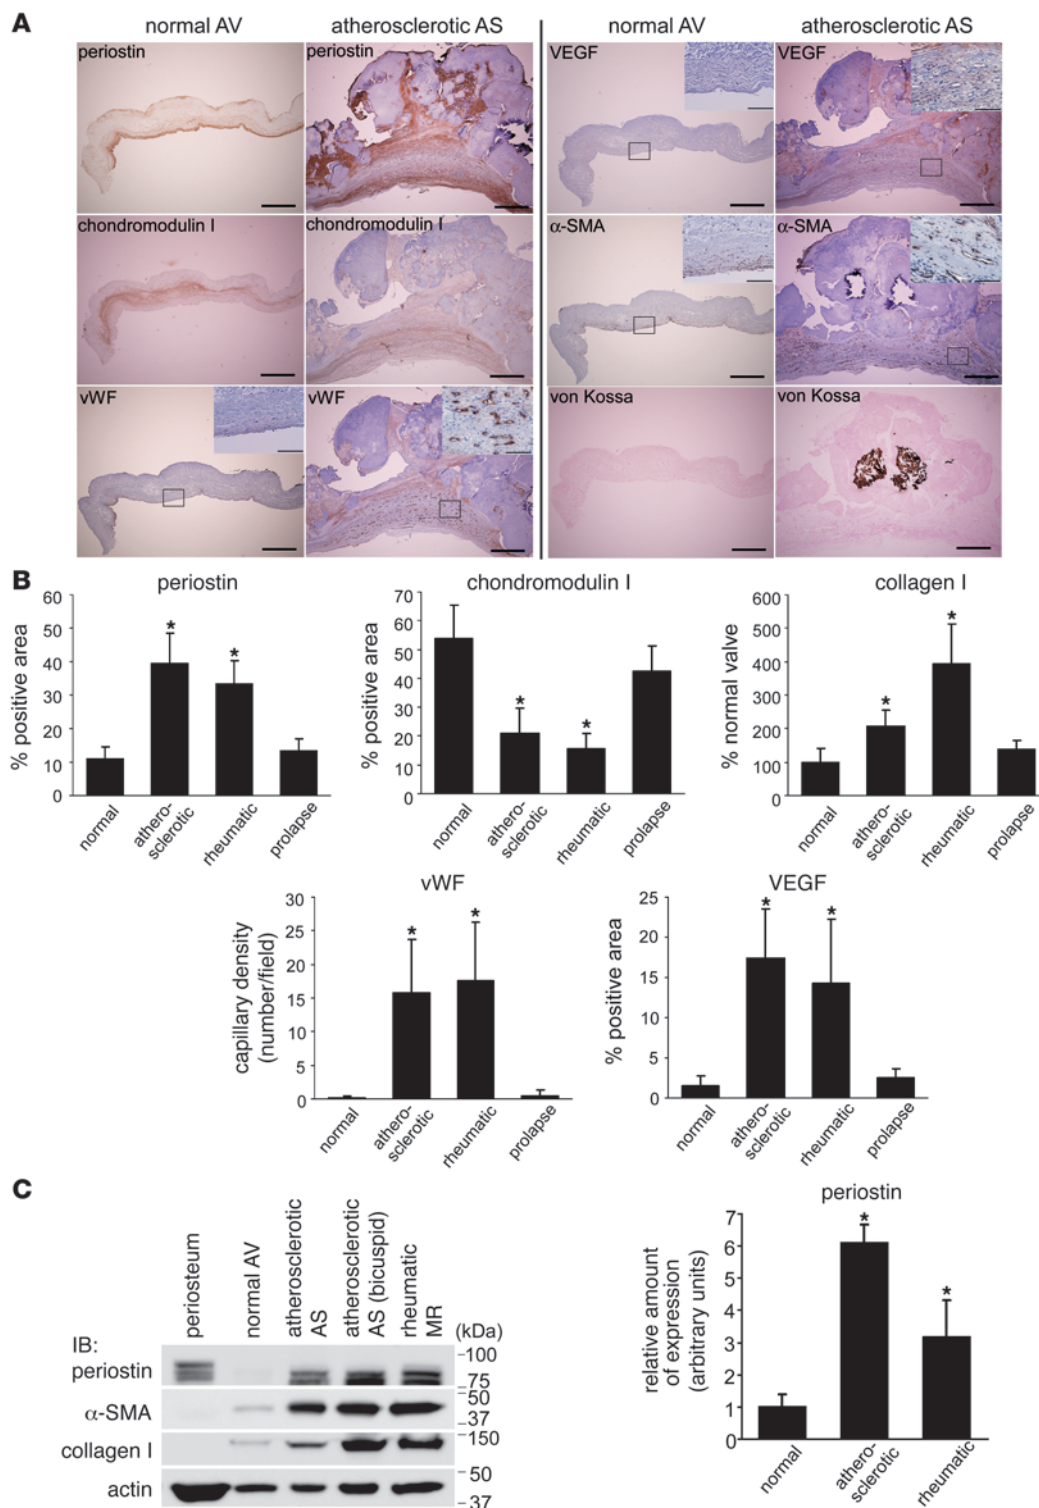 A
normal AV
atherosclerotic AS
normal AV
atherosclerotic AS
periostin
periostin
VEGF
VEGF
chondromodulin I
chondromodulin I
α-SMA
α-SMA
vWF
vWF
von Kossa
von Kossa
B
periostin
% positive area
60
50
40
30
20
10
0
*
*
normal
athero-
sclerotic
rheumatic
prolapse
chondromodulin I
% positive area
70
60
50
40
30
20
10
0
*
*
normal
athero-
sclerotic
rheumatic
prolapse
collagen I
% normal valve
600
500
400
300
200
100
0
*
*
normal
athero-
sclerotic
rheumatic
prolapse
vWF
capillary density
(number/field)
30
25
20
15
10
5
0
*
*
normal
athero-
sclerotic
rheumatic
prolapse
VEGF
% positive area
25
20
15
10
5
0
*
*
normal
athero-
sclerotic
rheumatic
prolapse
C
periosteum
normal AV
atherosclerotic
AS
atherosclerotic
AS (bicuspid)
rheumatic
MR
(kDa)
IB:
periostin
100
75
α-SMA
50
37
collagen I
150
actin
50
37
periostin
relative amount
of expression
(arbitrary units)
7
6
5
4
3
2
1
0
*
*
normal
athero-
sclerotic
rheumatic